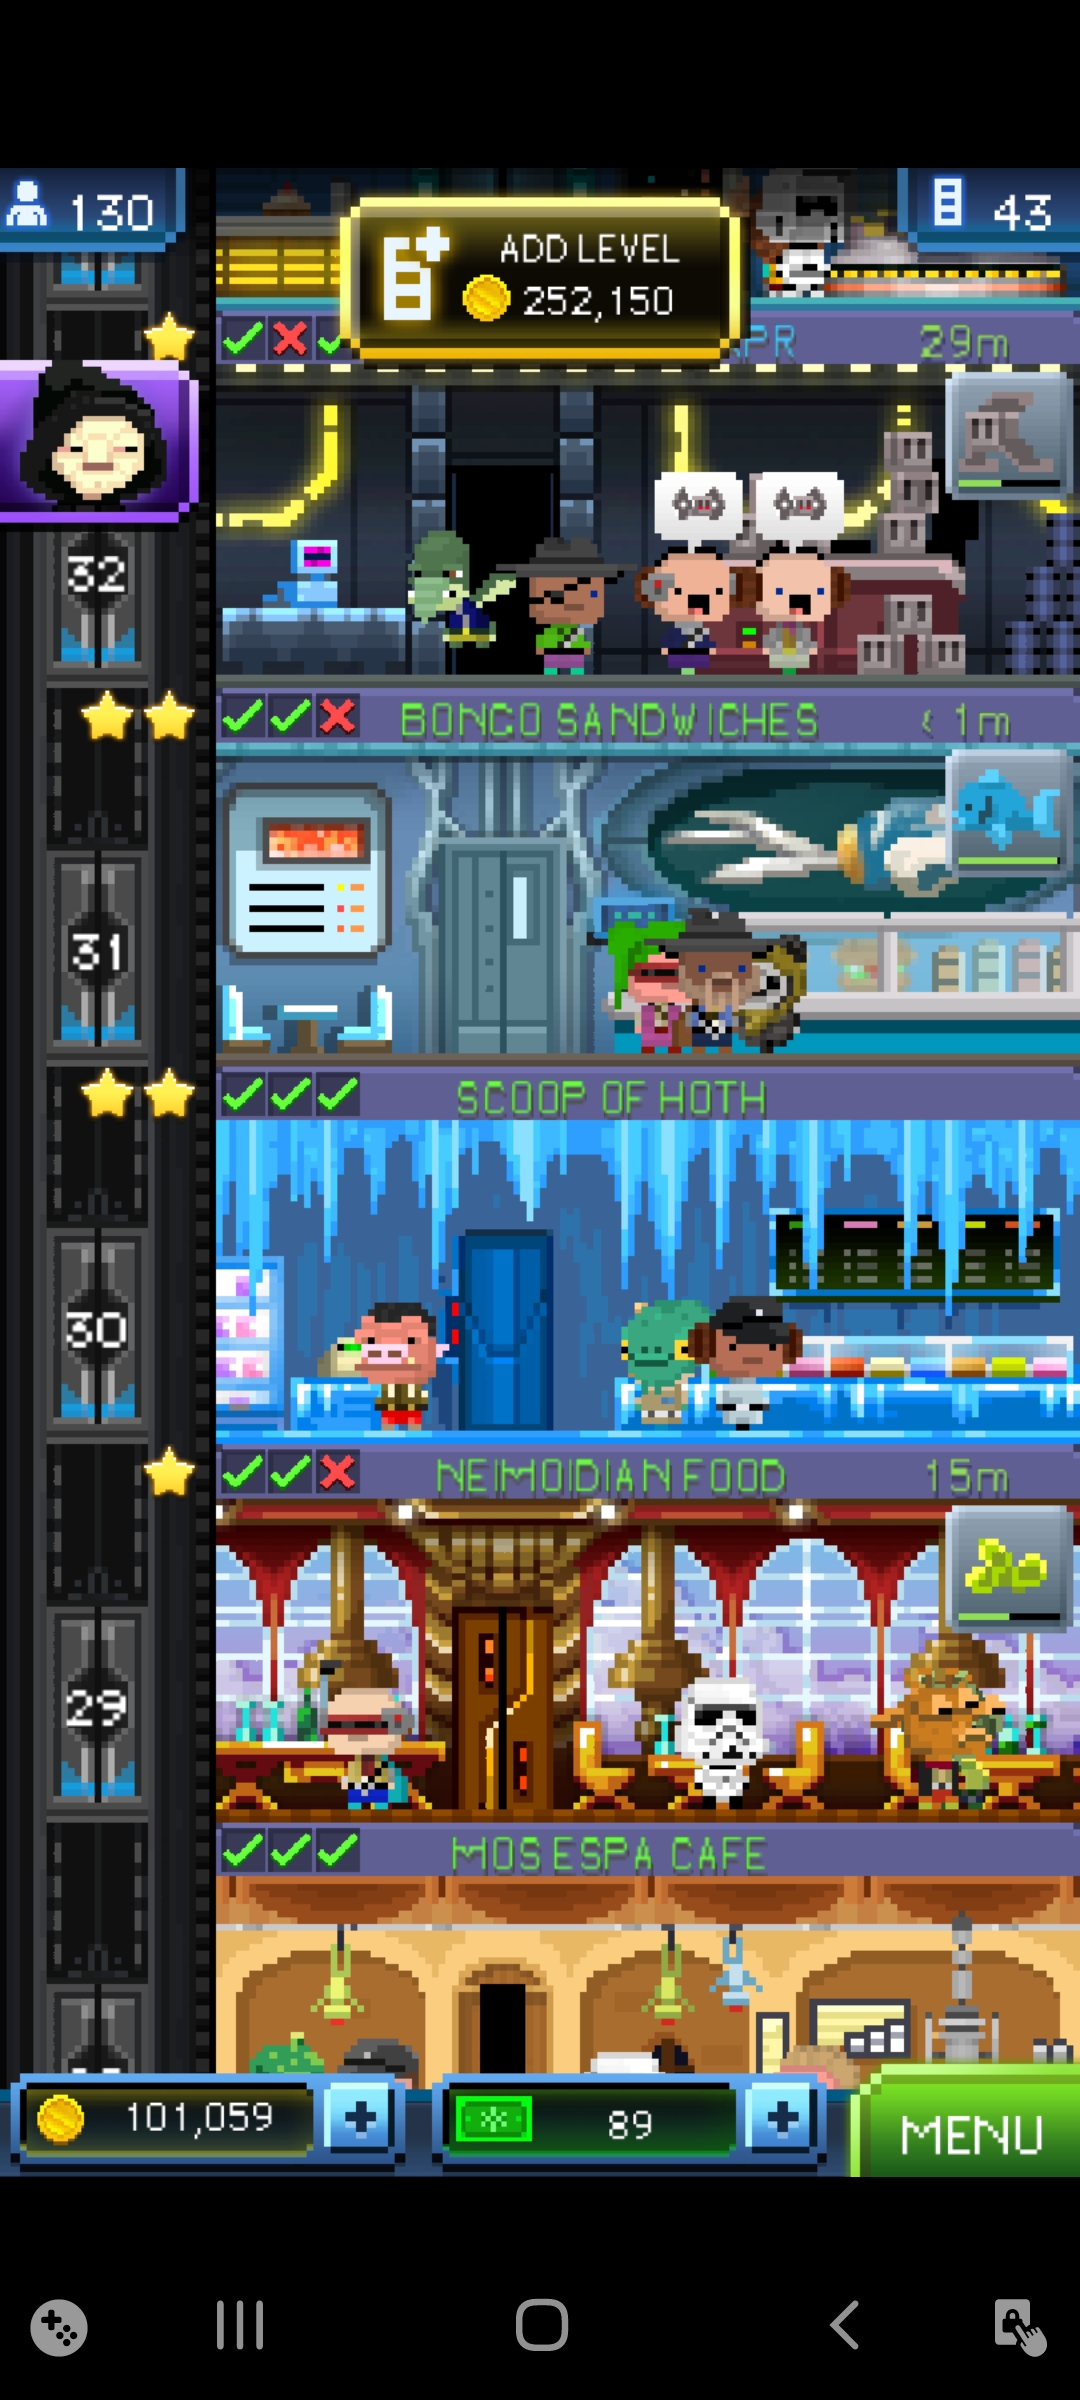 130
ADD LEVEL
252,150
43
29m
32
BONGO SANDWICHES
< 1m
31
SCOOP OF HOTH
30
NEIMOIDIAN FOOD
15m
29
MOS ESPA CAFE
101,059
89
MENU